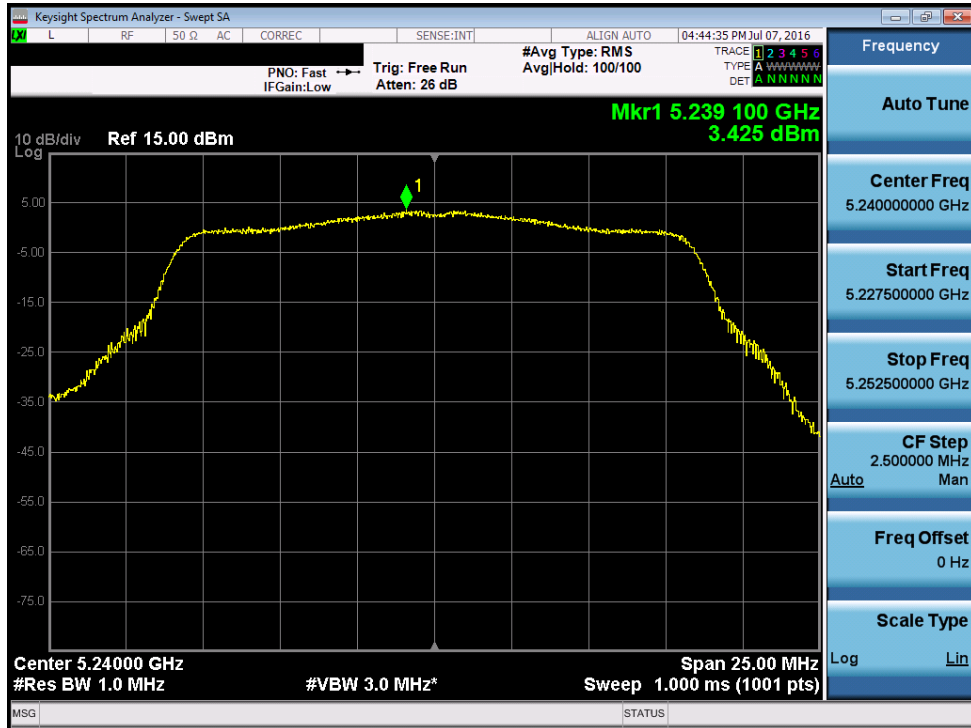 Keysight Spectrum Analyzer - Swept SA
LXI L RF 50 Ω AC CORREC SENSE:INT ALIGN AUTO 04:44:35 PM Jul 07, 2016
PNO: Fast
IFGain:Low
Trig: Free Run
Atten: 26 dB
#Avg Type: RMS
Avg|Hold: 100/100
TRACE 1 2 3 4 5 6
TYPE A WWWWW
DET A N N N N N
Mkr1 5.239 100 GHz
3.425 dBm
10 dB/div Ref 15.00 dBm
Log
1
5.00
-5.00
-15.0
-25.0
-35.0
-45.0
-55.0
-65.0
-75.0
Center 5.24000 GHz Span 25.00 MHz
#Res BW 1.0 MHz #VBW 3.0 MHz* Sweep 1.000 ms (1001 pts)
MSG STATUS
Frequency
Auto Tune
Center Freq
5.240000000 GHz
Start Freq
5.227500000 GHz
Stop Freq
5.252500000 GHz
CF Step
2.500000 MHz
Auto Man
Freq Offset
0 Hz
Scale Type
Log Lin